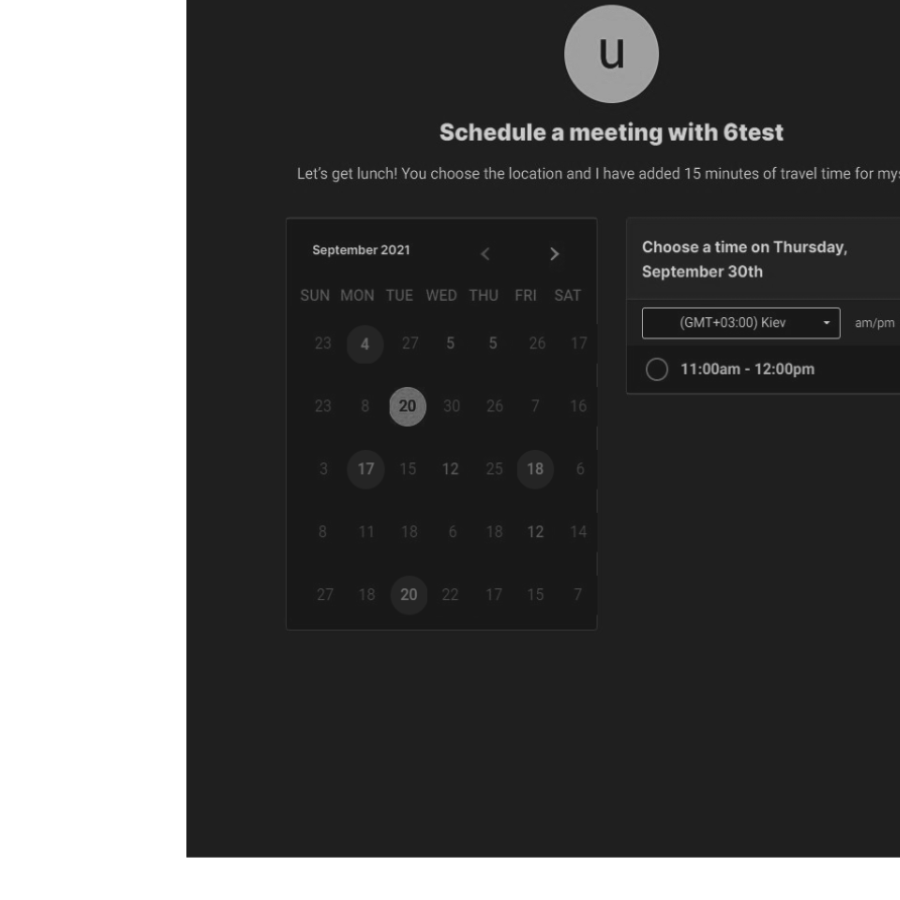 u
Schedule a meeting with 6test
Let's get lunch! You choose the location and I have added 15 minutes of travel time for mys
September 2021
SUN MON TUE WED THU FRI SAT
23 4 27 5 5 26 17
23 8 20 30 26 7 16
3 17 15 12 25 18 6
8 11 18 6 18 12 14
27 18 20 22 17 15 7
Choose a time on Thursday,
September 30th
(GMT+03:00) Kiev am/pm
11:00am - 12:00pm